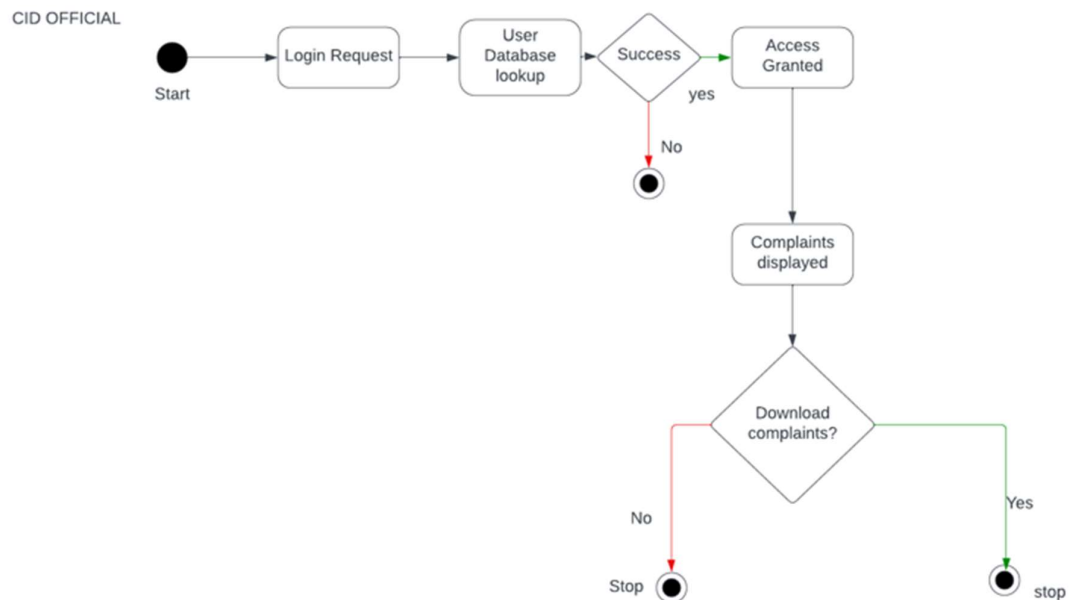 CID OFFICIAL
Start
Login Request
User
Database
lookup
Success
yes
No
Access
Granted
Complaints
displayed
Download
complaints?
No
Yes
Stop
stop